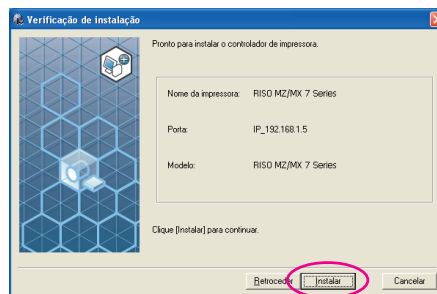 Verificação de instalação
Pronto para instalar o controlador de impressora.
Nome da impressora: RISO MZ/MX 7 Series
Porta: IP_192.168.1.5
Modelo: RISO MZ/MX 7 Series
Clique [Instalar] para continuar.
Retroceder Instalar Cancelar